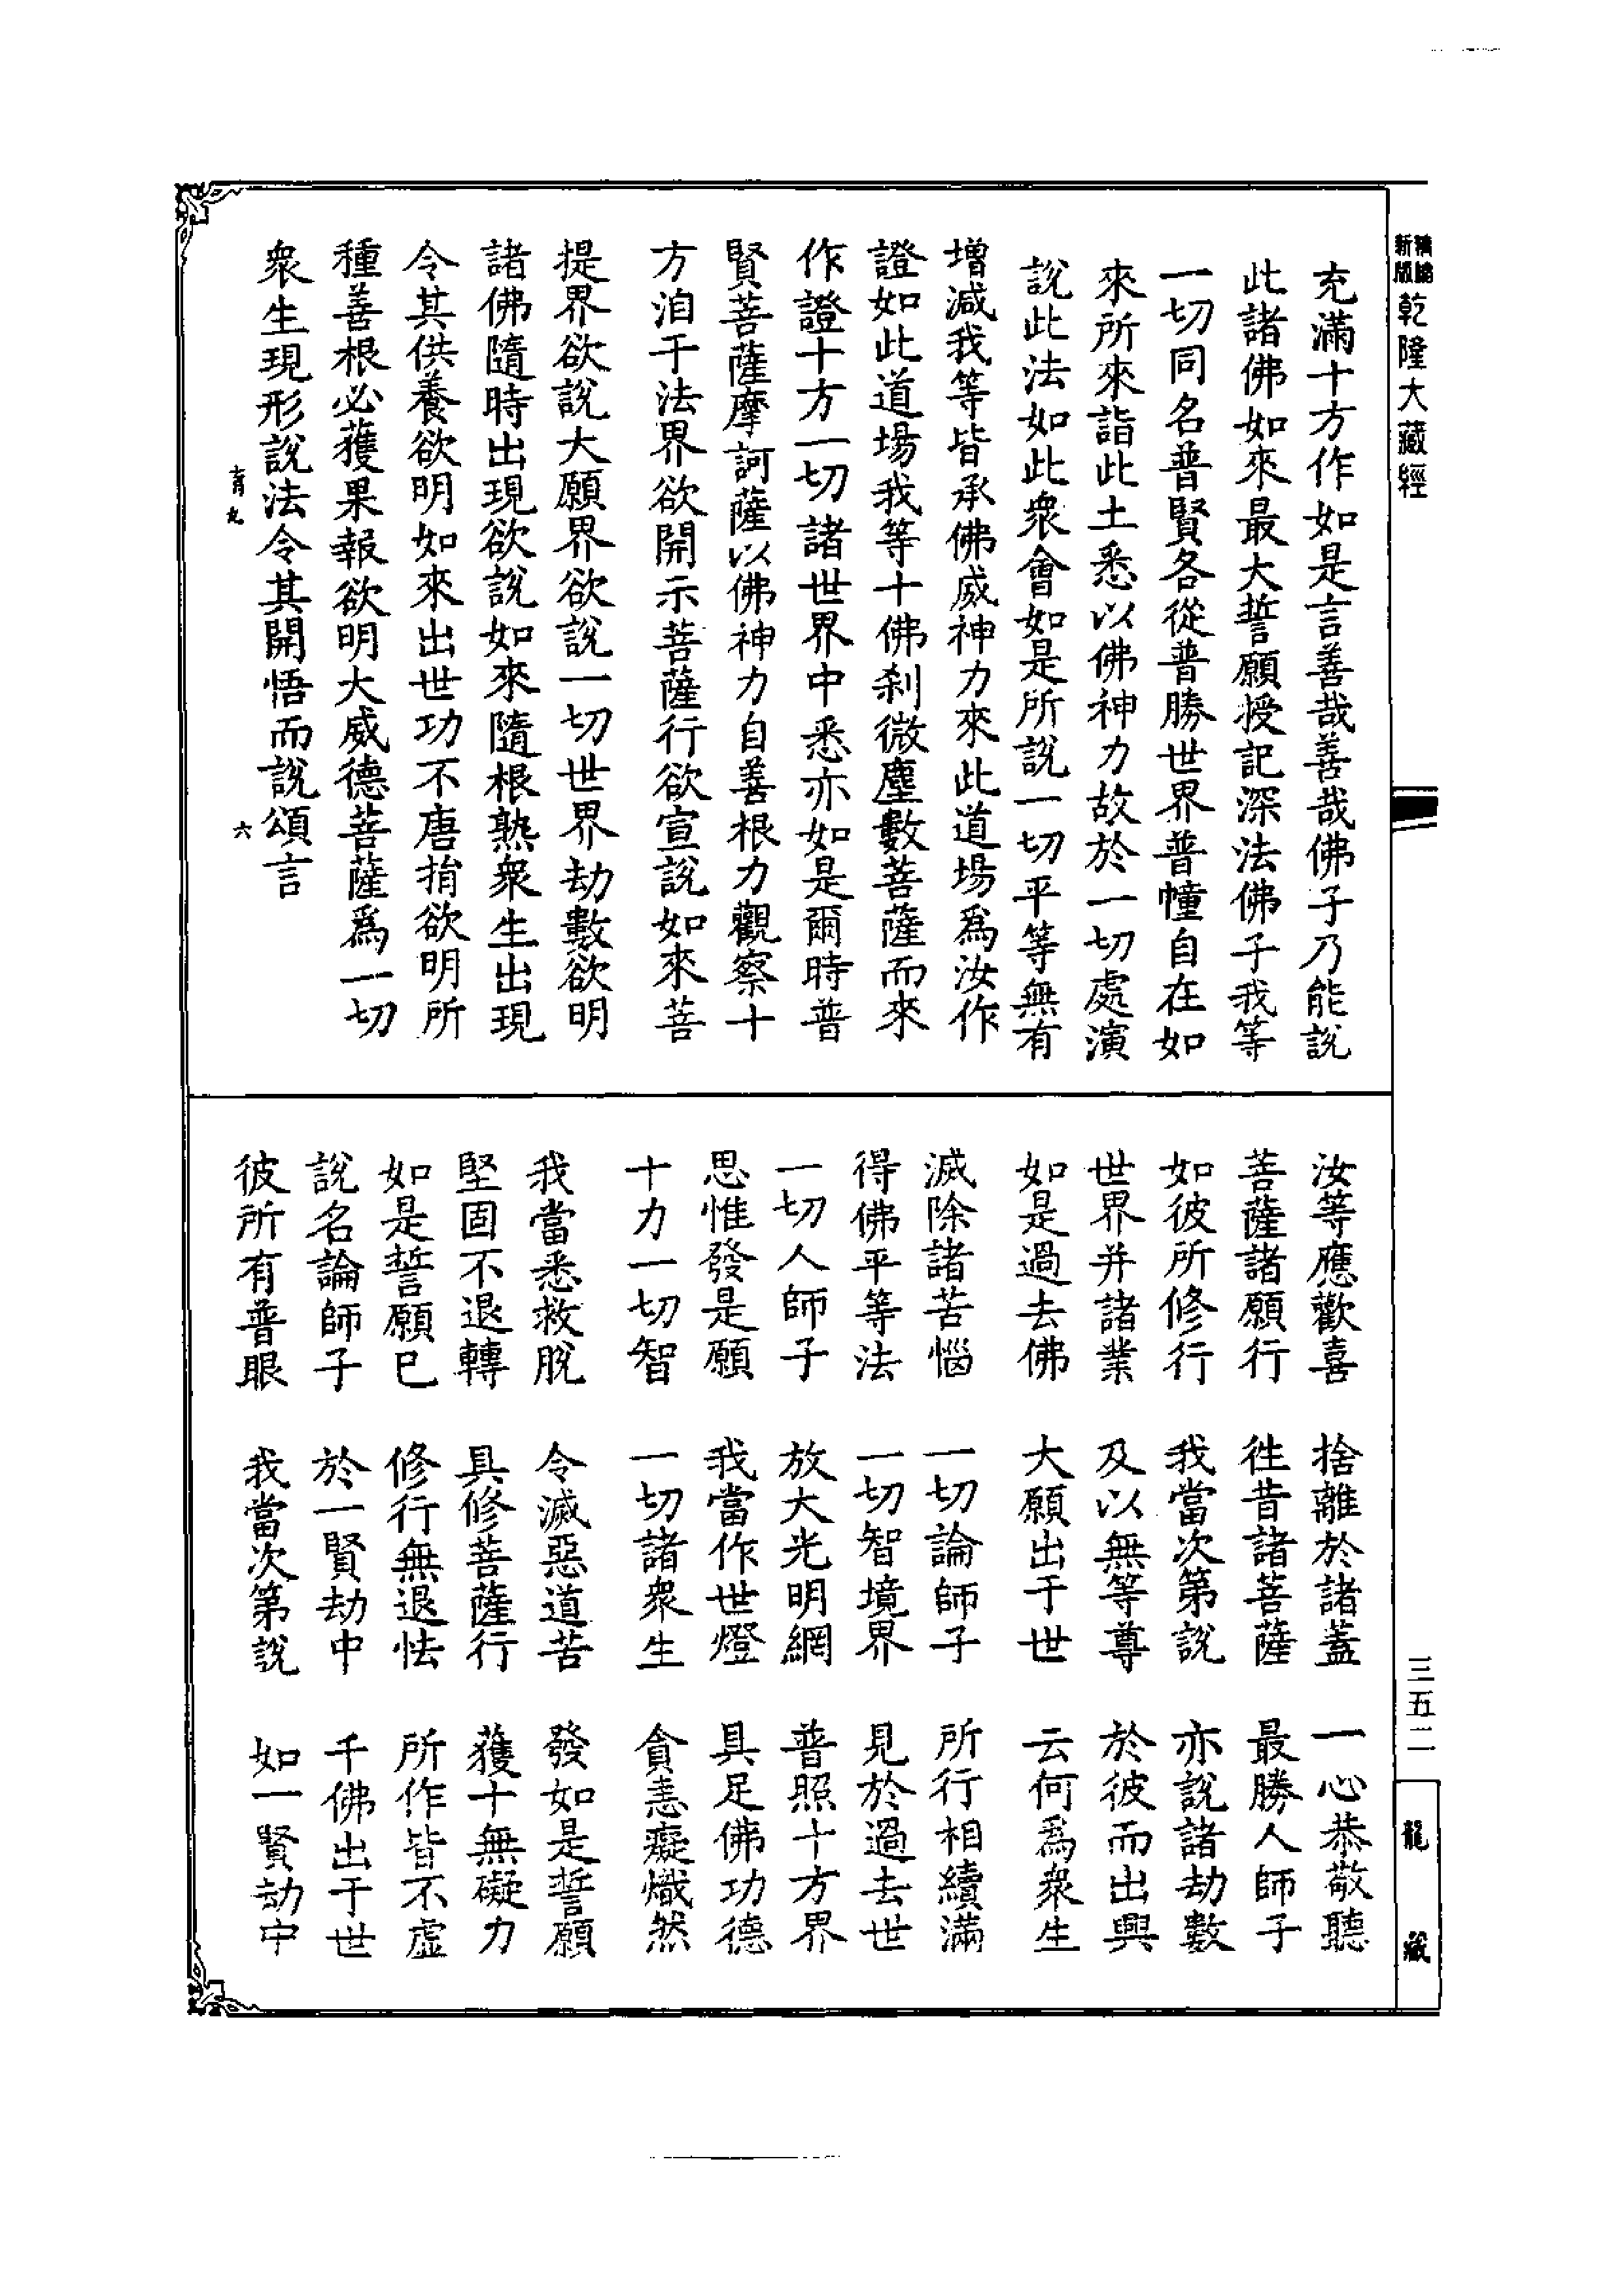 新版
乾隆大藏經
充滿十方作如是言善哉善哉佛子乃能說
此諸佛如來最大誓願授記深法佛子我等
一切同名普賢各從普勝世界普幢自在如
來所來詣此土悉以佛神力故於一切處演
說此法如此眾會如是所說一切平等無有
增減我等皆承佛威神力來此道場為汝作
證如此道場我等十佛剎微塵數菩薩而來
作證十方一切諸世界中悉亦如是爾時普
賢菩薩摩訶薩以佛神力自善根力觀察十
方洎于法界欲開示菩薩行欲宣說如來菩
提界欲說大願界欲說一切世界劫數欲明
諸佛隨時出現欲說如來隨根熟眾生出現
令其供養欲明如來出世功不唐捐欲明所
種善根必獲果報欲明大威德菩薩為一切
眾生現形說法令其開悟而說頌言
六
汝等應歡喜 捨離於諸蓋 一心恭敬聽
菩薩諸願行 往昔諸菩薩 最勝人師子
如彼所修行 我當次第說 亦說諸劫數
世界并諸業 及以無等尊 於彼而出興
如是過去佛 大願出于世 云何為眾生
滅除諸苦惱 一切論師子 所行相續滿
得佛平等法 一切智境界 見於過去世
一切人師子 放大光明網 普照十方界
思惟發是願 我當作世燈 具足佛功德
十力一切智 一切諸眾生 貪恚癡熾然
我當悉救脫 令滅惡道苦 發如是誓願
堅固不退轉 具修菩薩行 獲十無礙力
如是誓願已 修行無退怯 所作皆不虛
說名論師子 於一賢劫中 千佛出于世
彼所有普眼 我當次第說 如一賢劫中
三五二
龍藏